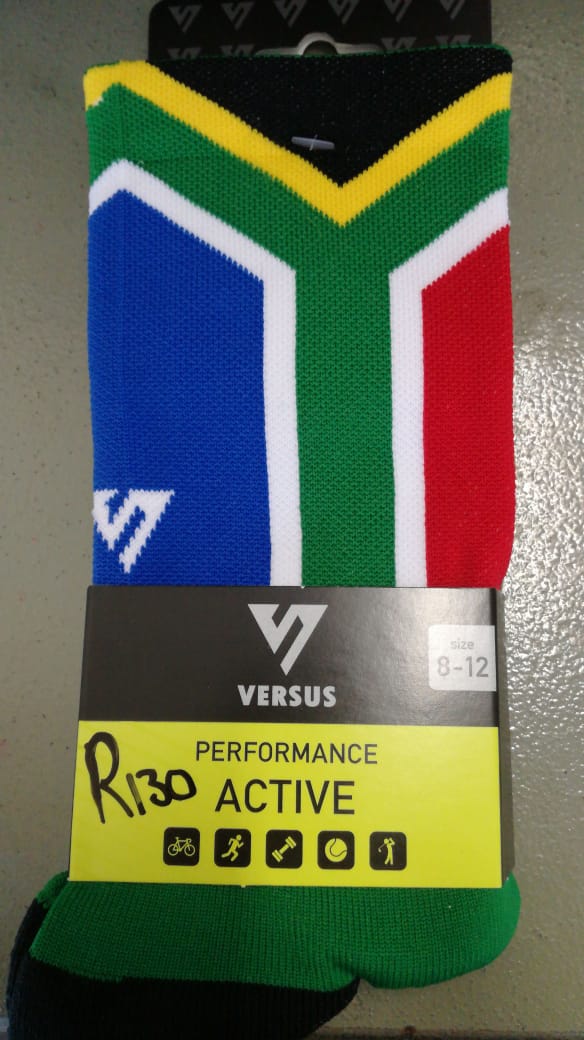 VERSUS
size
8-12
PERFORMANCE
R130
ACTIVE